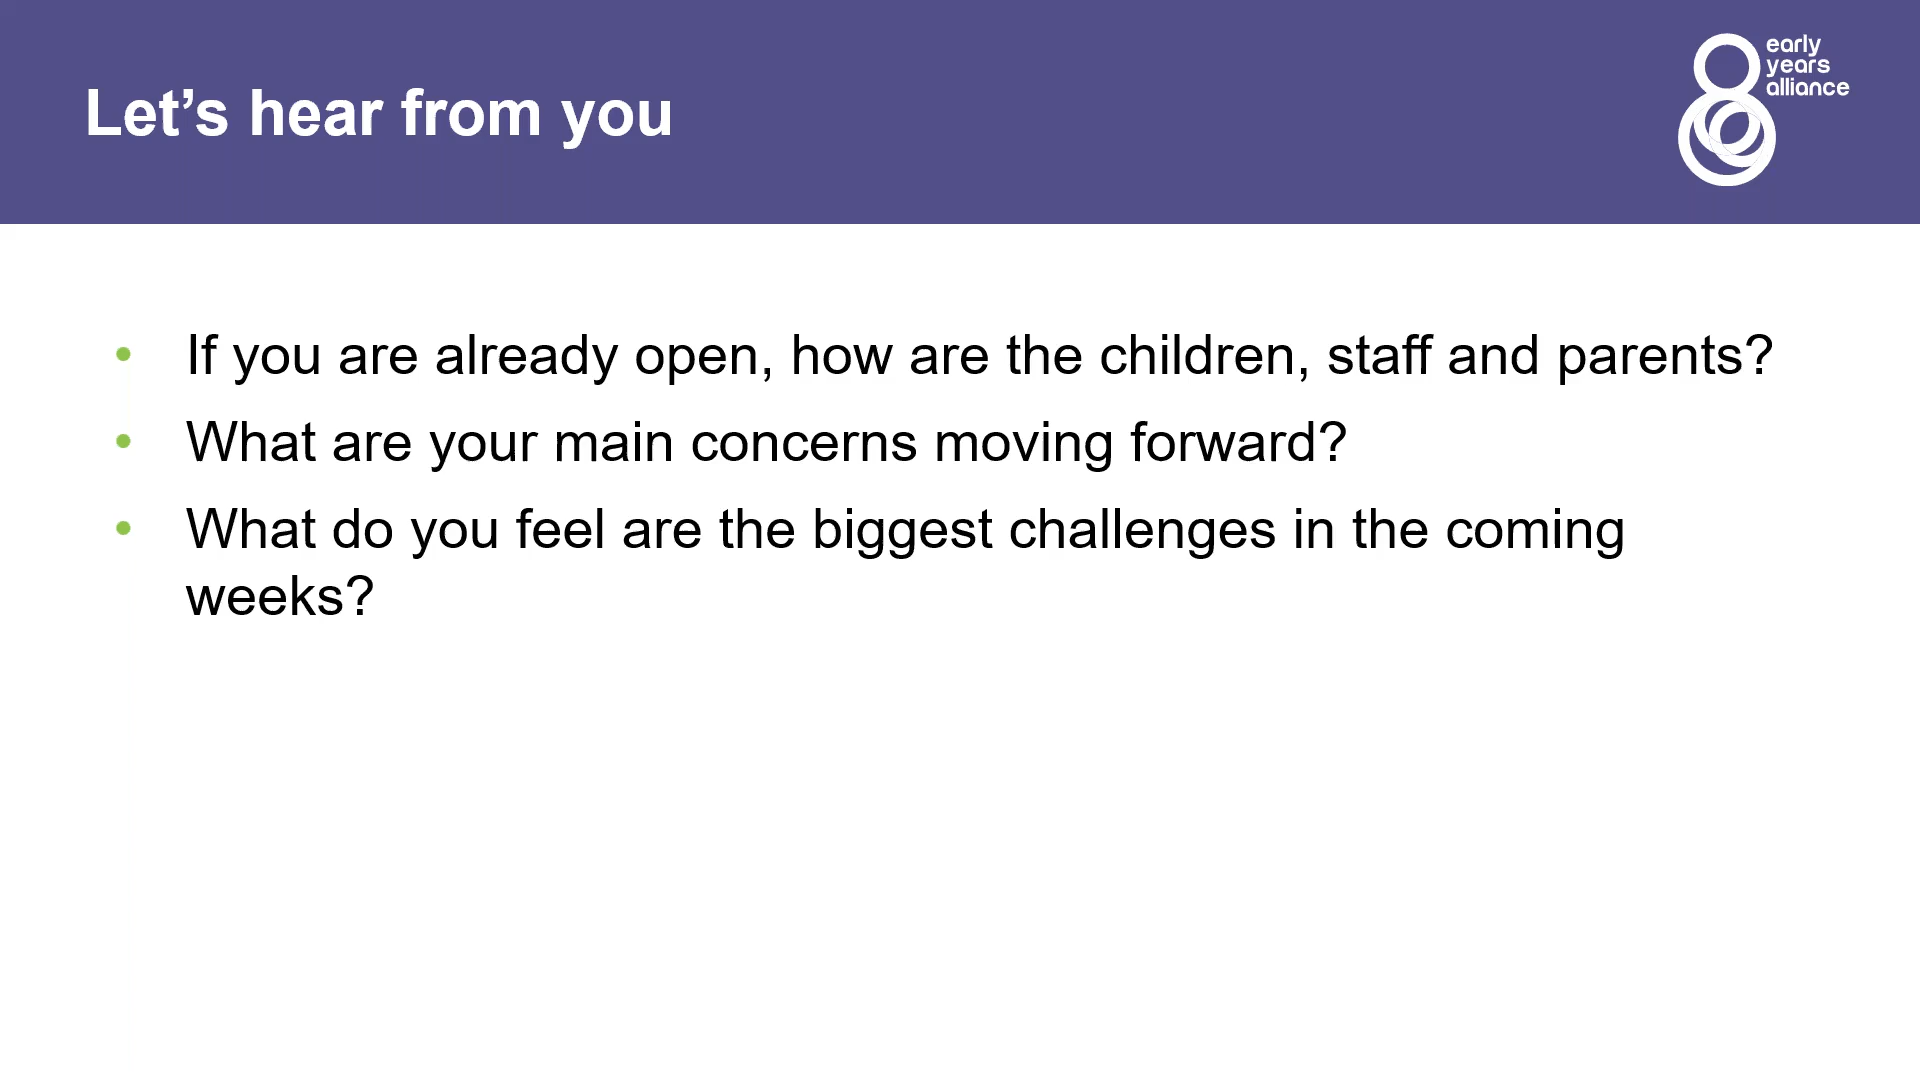 Let’s hear from you
early
years
alliance
• If you are already open, how are the children, staff and parents?
• What are your main concerns moving forward?
• What do you feel are the biggest challenges in the coming
weeks?